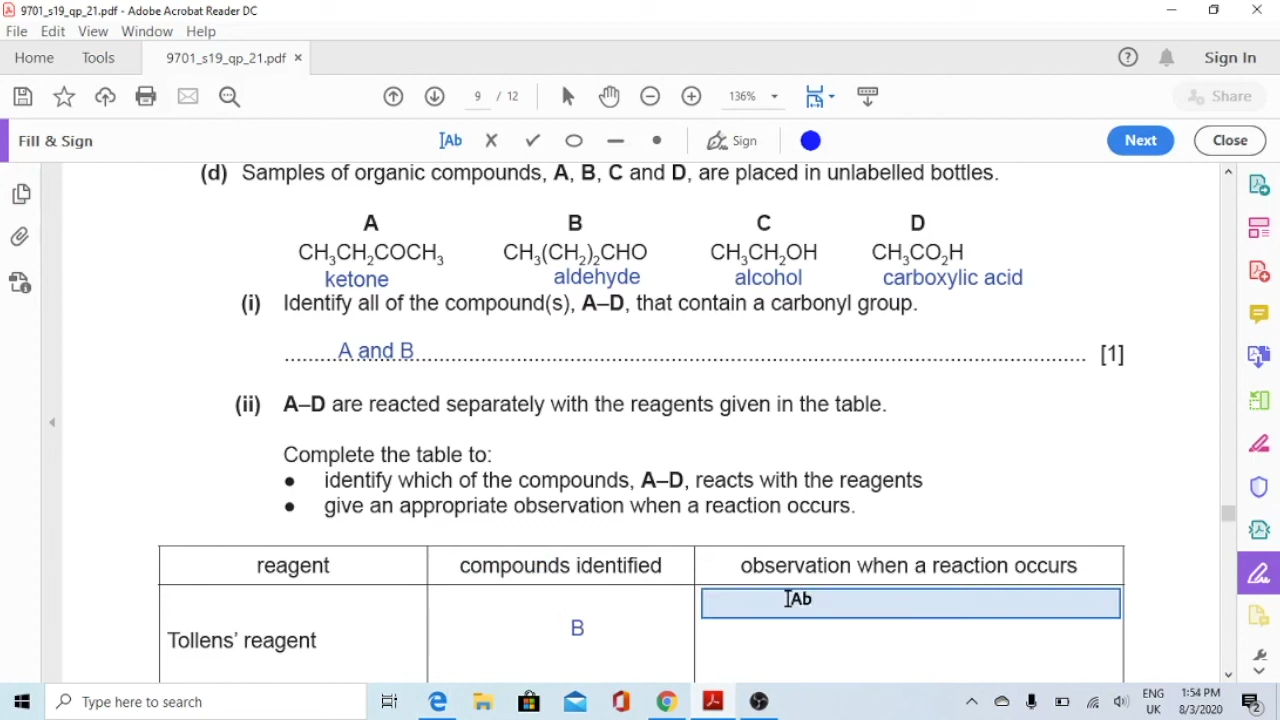 9701_s19_qp_21.pdf - Adobe Acrobat Reader DC
File Edit View Window Help
Home Tools 9701_s19_qp_21.pdf × Sign In
9 / 12 136% Share
Fill & Sign Ab Sign Next Close
(d) Samples of organic compounds, A, B, C and D, are placed in unlabelled bottles.
A B C D
CH₃CH₂COCH₃ CH₃(CH₂)₂CHO CH₃CH₂OH CH₃CO₂H
ketone aldehyde alcohol carboxylic acid
(i) Identify all of the compound(s), A–D, that contain a carbonyl group.
A and B [1]
(ii) A–D are reacted separately with the reagents given in the table.
Complete the table to:
● identify which of the compounds, A–D, reacts with the reagents
● give an appropriate observation when a reaction occurs.
reagent compounds identified observation when a reaction occurs
Ab
Tollens’ reagent B
Type here to search ENG UK 1:54 PM 8/3/2020 2